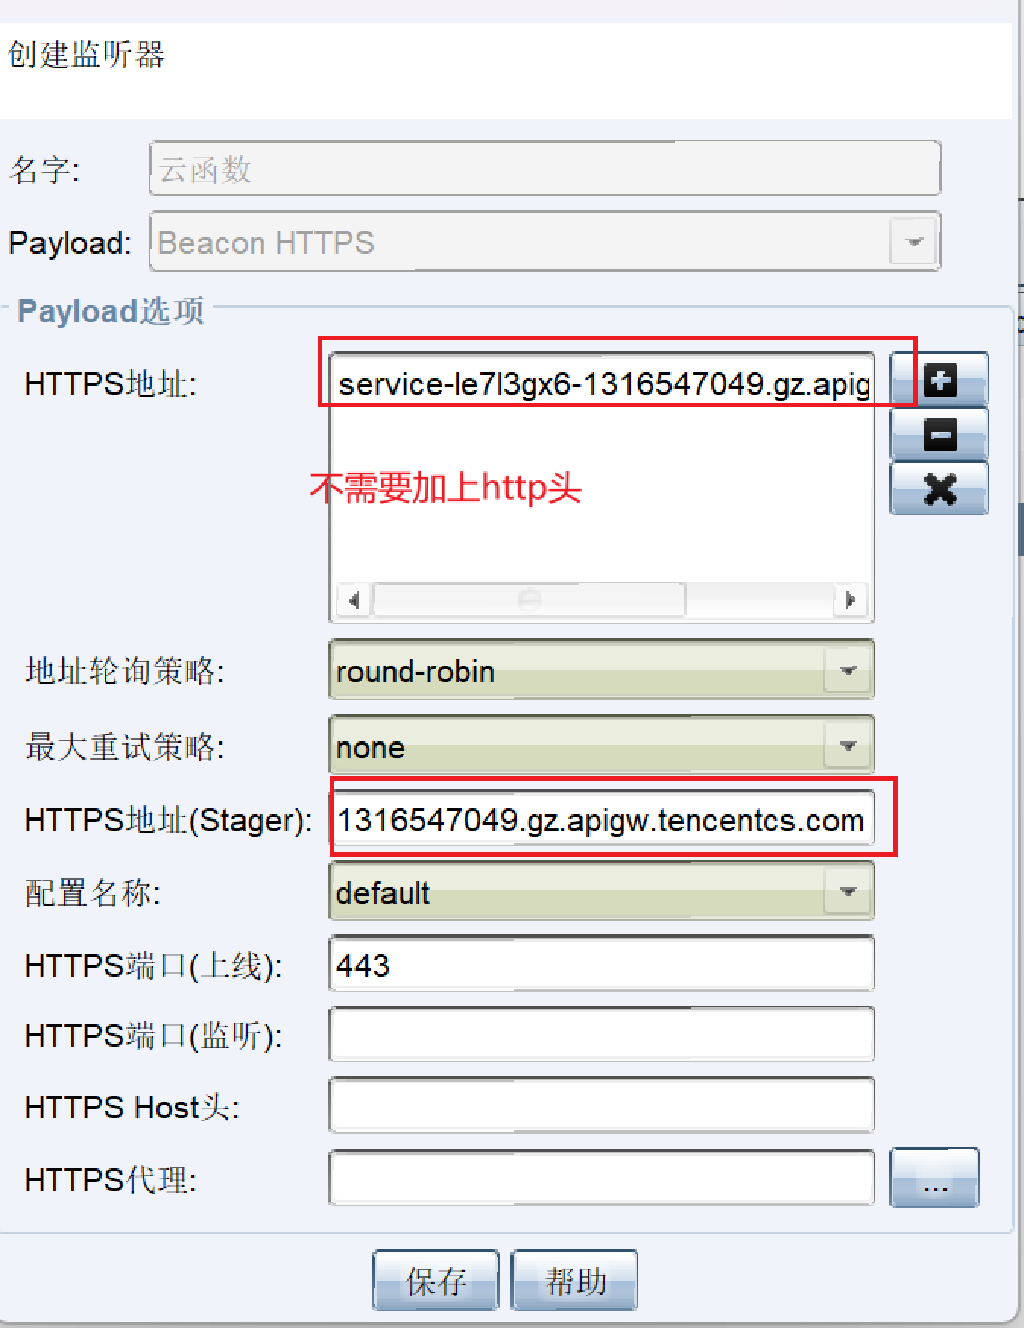 创建监听器
名字: 云函数
Payload: Beacon HTTPS
Payload选项
HTTPS地址: service-le7l3gx6-1316547049.gz.apig
不需要加上http头
地址轮询策略: round-robin
最大重试策略: none
HTTPS地址(Stager): 1316547049.gz.apigw.tencentcs.com
配置名称: default
HTTPS端口(上线): 443
HTTPS端口(监听):
HTTPS Host头:
HTTPS代理: ...
保存 帮助